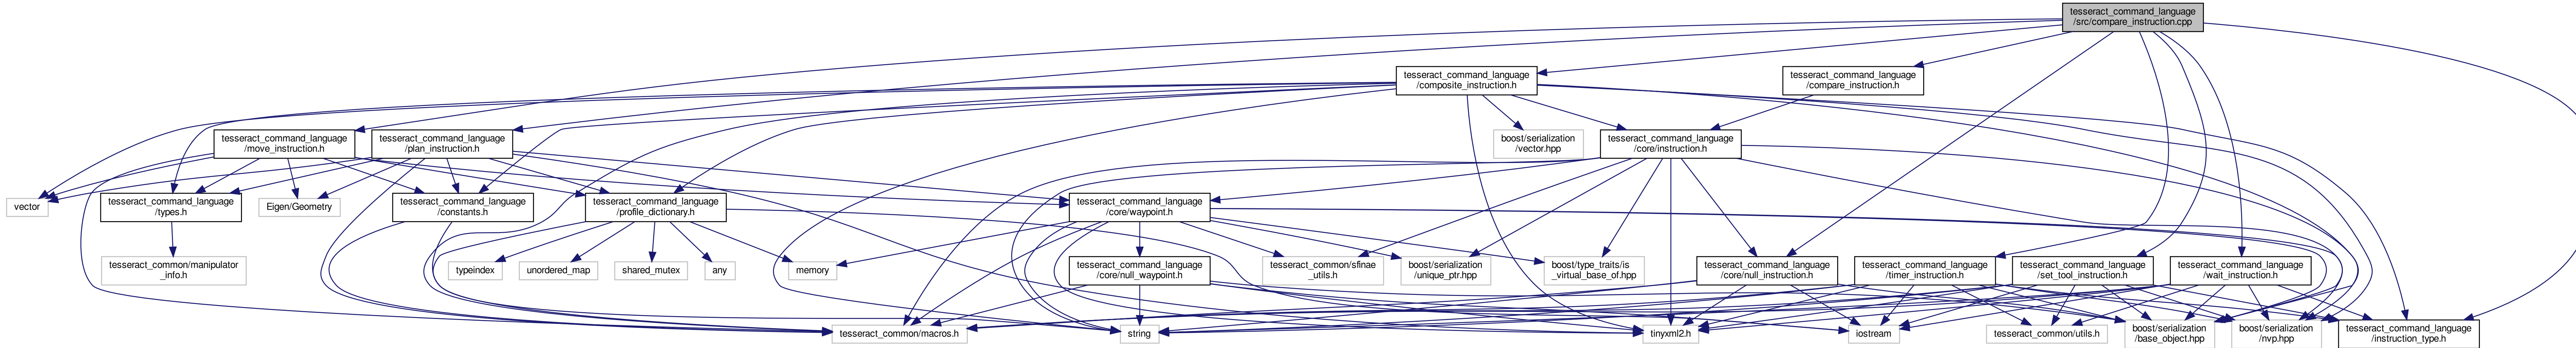 tesseract_command_language
/src/compare_instruction.cpp
tesseract_command_language
/composite_instruction.h
tesseract_command_language
/compare_instruction.h
tesseract_command_language
/move_instruction.h
tesseract_command_language
/plan_instruction.h
boost/serialization
/vector.hpp
tesseract_command_language
/core/instruction.h
vector
tesseract_command_language
/types.h
Eigen/Geometry
tesseract_command_language
/constants.h
tesseract_command_language
/profile_dictionary.h
tesseract_command_language
/core/waypoint.h
tesseract_common/manipulator
_info.h
typeindex
unordered_map
shared_mutex
any
memory
tesseract_command_language
/core/null_waypoint.h
tesseract_common/sfinae
_utils.h
boost/serialization
/unique_ptr.hpp
boost/type_traits/is
_virtual_base_of.hpp
tesseract_command_language
/core/null_instruction.h
tesseract_command_language
/timer_instruction.h
tesseract_command_language
/set_tool_instruction.h
tesseract_command_language
/wait_instruction.h
tesseract_common/macros.h
string
tinyxml2.h
iostream
tesseract_common/utils.h
boost/serialization
/base_object.hpp
boost/serialization
/nvp.hpp
tesseract_command_language
/instruction_type.h